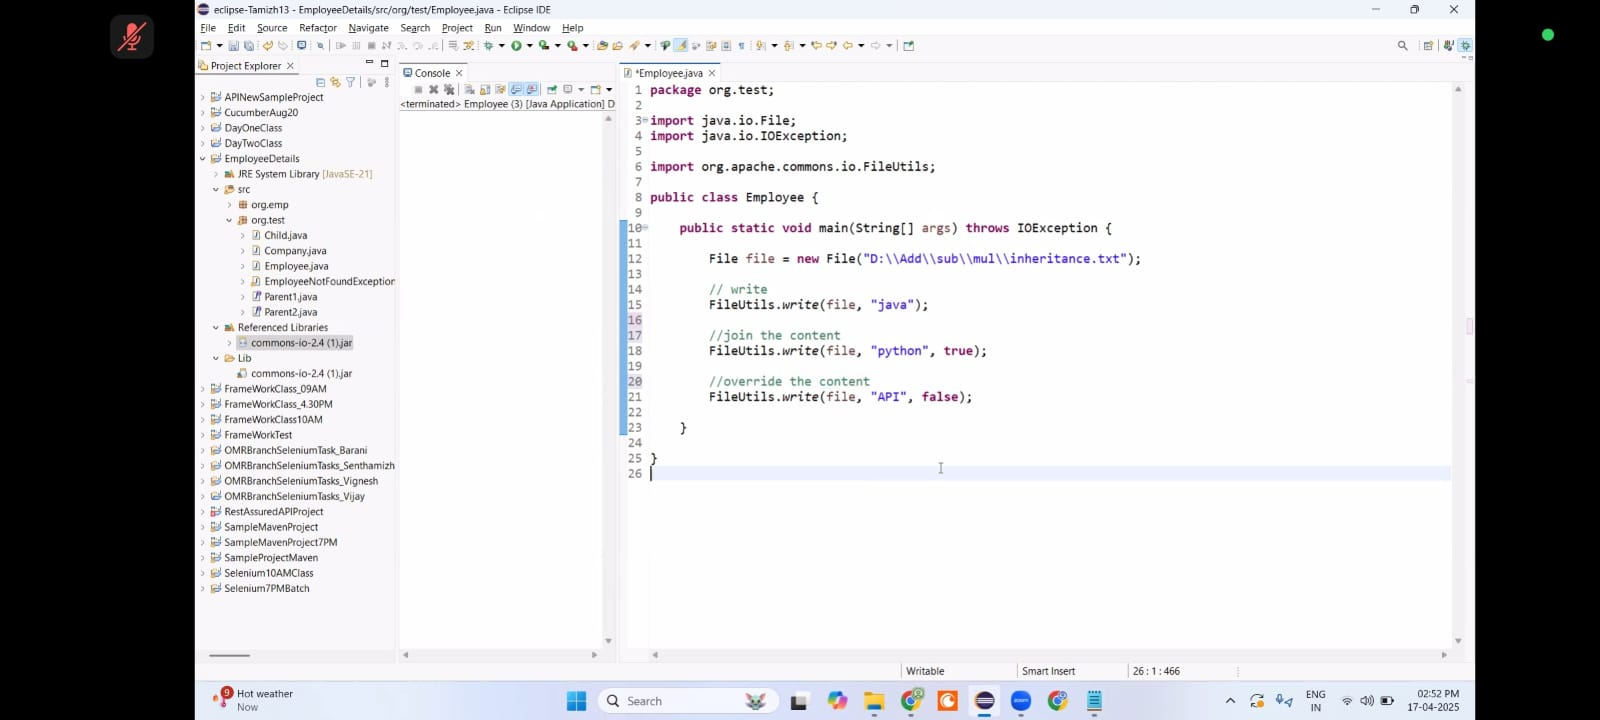 eclipse-Tamizh13 - EmployeeDetails/src/org/test/Employee.java - Eclipse IDE
File Edit Source Refactor Navigate Search Project Run Window Help
Project Explorer
APINewSampleProject
CucumberAug20
DayOneClass
DayTwoClass
EmployeeDetails
JRE System Library [JavaSE-21]
src
org.emp
org.test
Child.java
Company.java
Employee.java
EmployeeNotFoundException
Parent1.java
Parent2.java
Referenced Libraries
commons-io-2.4 (1).jar
Lib
commons-io-2.4 (1).jar
FrameWorkClass_09AM
FrameWorkClass_4.30PM
FrameWorkClass10AM
FrameWorkTest
OMRBranchSeleniumTask_Barani
OMRBranchSeleniumTasks_Senthamizh
OMRBranchSeleniumTasks_Vignesh
OMRBranchSeleniumTasks_Vijay
RestAssuredAPIProject
SampleMavenProject
SampleMavenProject7PM
SampleProjectMaven
Selenium10AMClass
Selenium7PMBatch
Console
<terminated> Employee (3) [Java Application] D
*Employee.java
1 package org.test;
2
3 import java.io.File;
4 import java.io.IOException;
5
6 import org.apache.commons.io.FileUtils;
7
8 public class Employee {
9
10 public static void main(String[] args) throws IOException {
11
12 File file = new File("D:\\Add\\sub\\mul\\inheritance.txt");
13
14 // write
15 FileUtils.write(file, "java");
16
17 //join the content
18 FileUtils.write(file, "python", true);
19
20 //override the content
21 FileUtils.write(file, "API", false);
22
23 }
24
25 }
26
Writable Smart Insert 26 : 1 : 466
9
Hot weather
Now
Search
ENG
IN
02:52 PM
17-04-2025